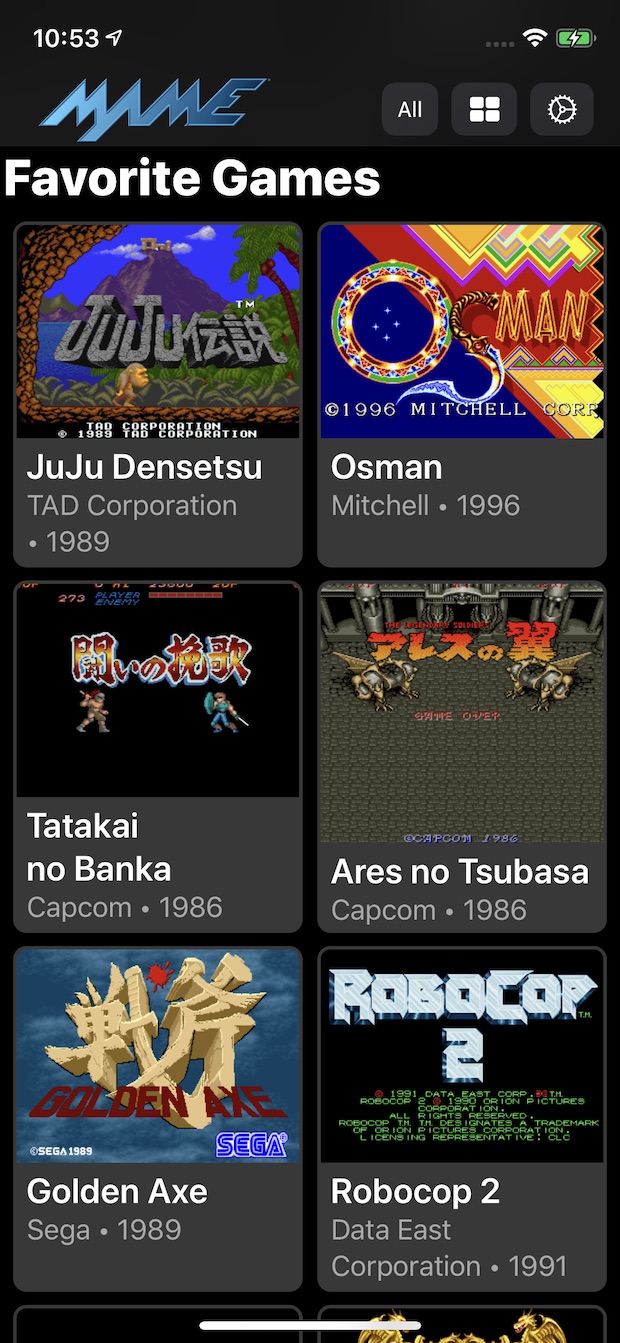 10:53
MAME
All
Favorite Games
JUJU伝説
TM
TAD CORPORATION
© 1989 TAD CORPORATION
JuJu Densetsu
TAD Corporation
• 1989
OSMAN
©1996 MITCHELL CORP
Osman
Mitchell • 1996
273 PLAYER
ENEMY
闘いの挽歌
Tatakai
no Banka
Capcom • 1986
THE LEGENDARY SOLDIERS
アレスの翼
GAME OVER
©CAPCOM 1986
Ares no Tsubasa
Capcom • 1986
戦斧
GOLDEN AXE
©SEGA 1989
SEGA®
Golden Axe
Sega • 1989
ROBOCOP
T.M.
2
© 1991 DATA EAST CORP.
T.H.
ROBOCOP 2 © 1990 ORION PICTURES
CORPORATION.
ALL RIGHTS RESERVED.
ROBOCOP T.H. T.M. DESIGNATES A TRADEMARK
OF ORION PICTURES CORPORATION.
LICENSING REPRESENTATIVE: CLC
Robocop 2
Data East
Corporation • 1991